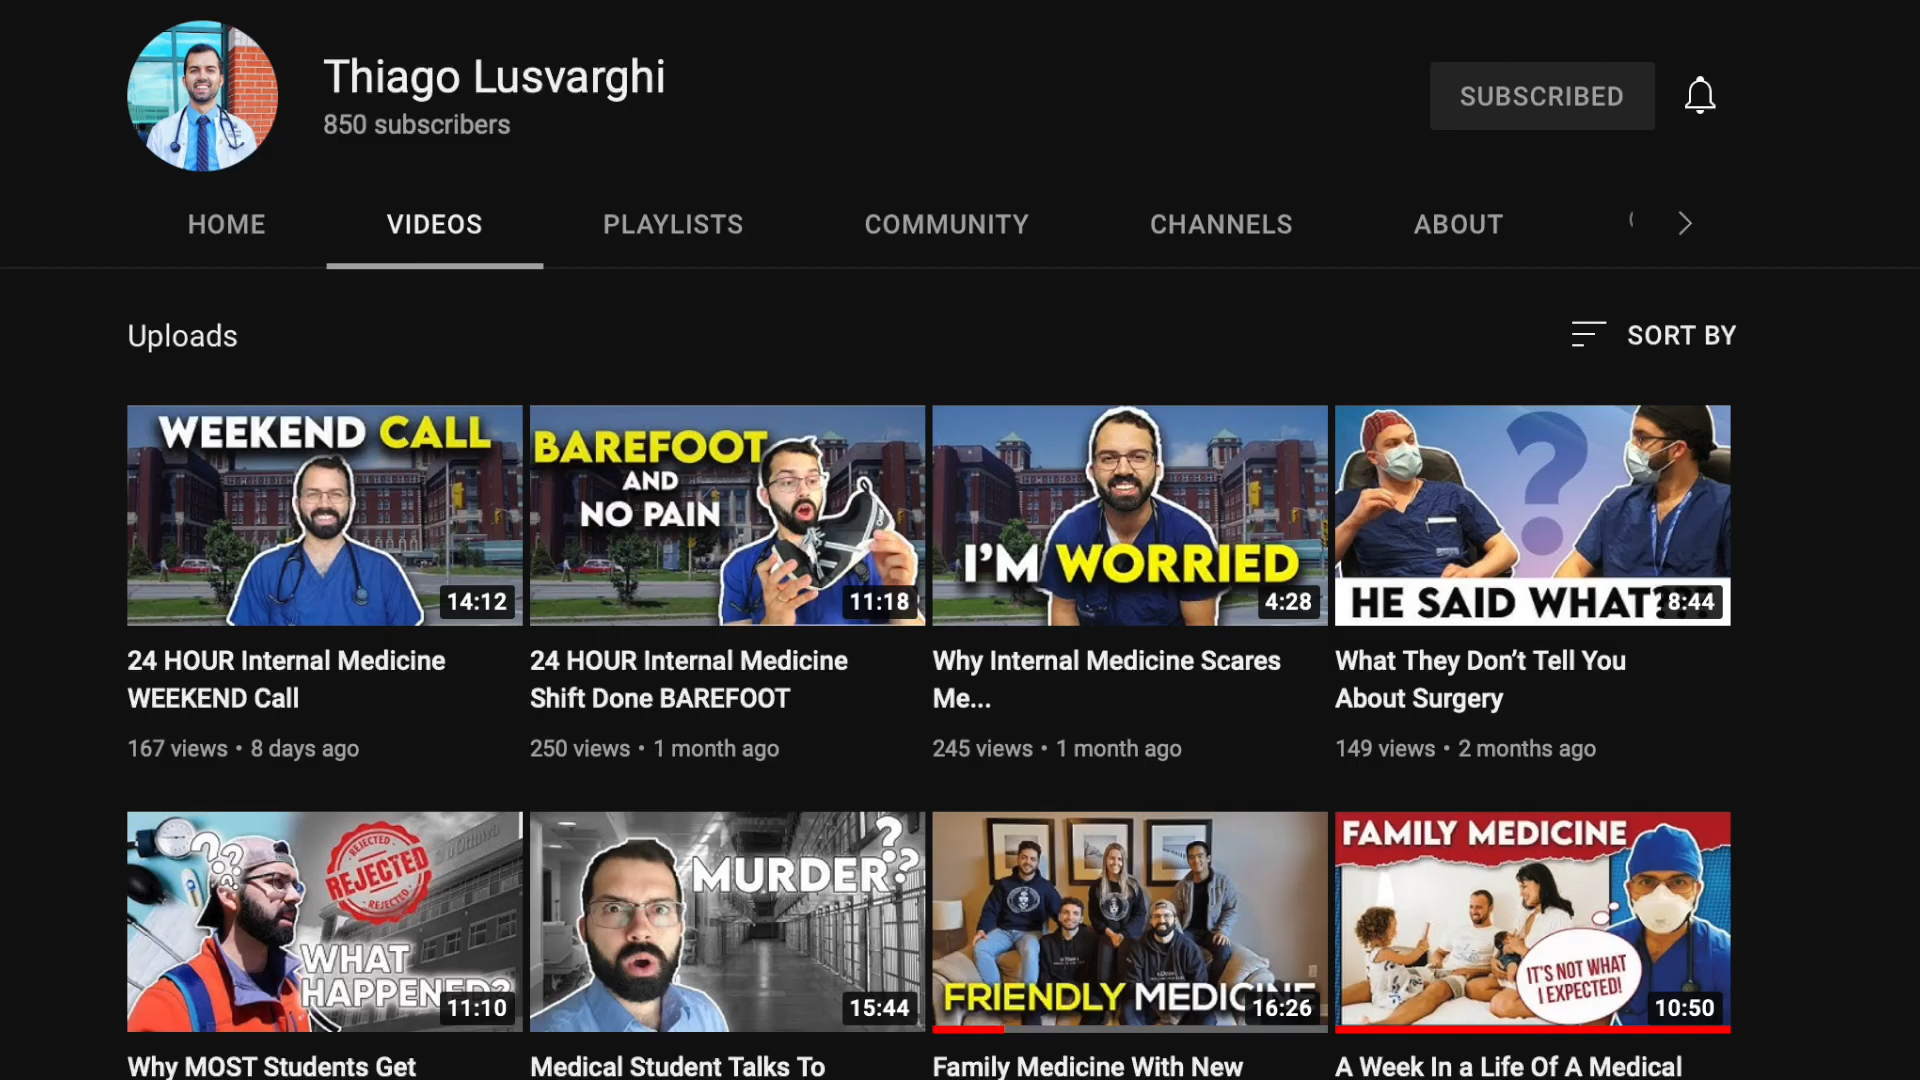 Thiago Lusvarghi
850 subscribers
SUBSCRIBED
HOME
VIDEOS
PLAYLISTS
COMMUNITY
CHANNELS
ABOUT
Uploads
SORT BY
WEEKEND CALL
14:12
BAREFOOT
AND
NO PAIN
11:18
I'M WORRIED
4:28
?
HE SAID WHAT?
8:44
24 HOUR Internal Medicine
WEEKEND Call
167 views • 8 days ago
24 HOUR Internal Medicine
Shift Done BAREFOOT
250 views • 1 month ago
Why Internal Medicine Scares
Me...
245 views • 1 month ago
What They Don’t Tell You
About Surgery
149 views • 2 months ago
???
REJECTED
REJECTED
REJECTED
WHAT
HAPPENED?
11:10
MURDER???
15:44
FRIENDLY MEDICINE
16:26
FAMILY MEDICINE
IT'S NOT WHAT
I EXPECTED!
10:50
Why MOST Students Get
Medical Student Talks To
Family Medicine With New
A Week In a Life Of A Medical